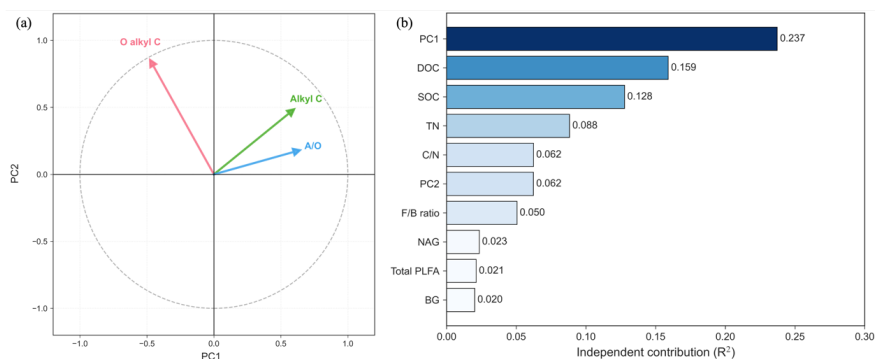 (a)
O alkyl C
Alkyl C
A/O
PC2
1.0
0.5
0.0
−0.5
−1.0
−1.0
−0.5
0.0
0.5
1.0
PC1
(b)
PC1
0.237
DOC
0.159
SOC
0.128
TN
0.088
C/N
0.062
PC2
0.062
F/B ratio
0.050
NAG
0.023
Total PLFA
0.021
BG
0.020
0.00
0.05
0.10
0.15
0.20
0.25
0.30
Independent contribution (R²)